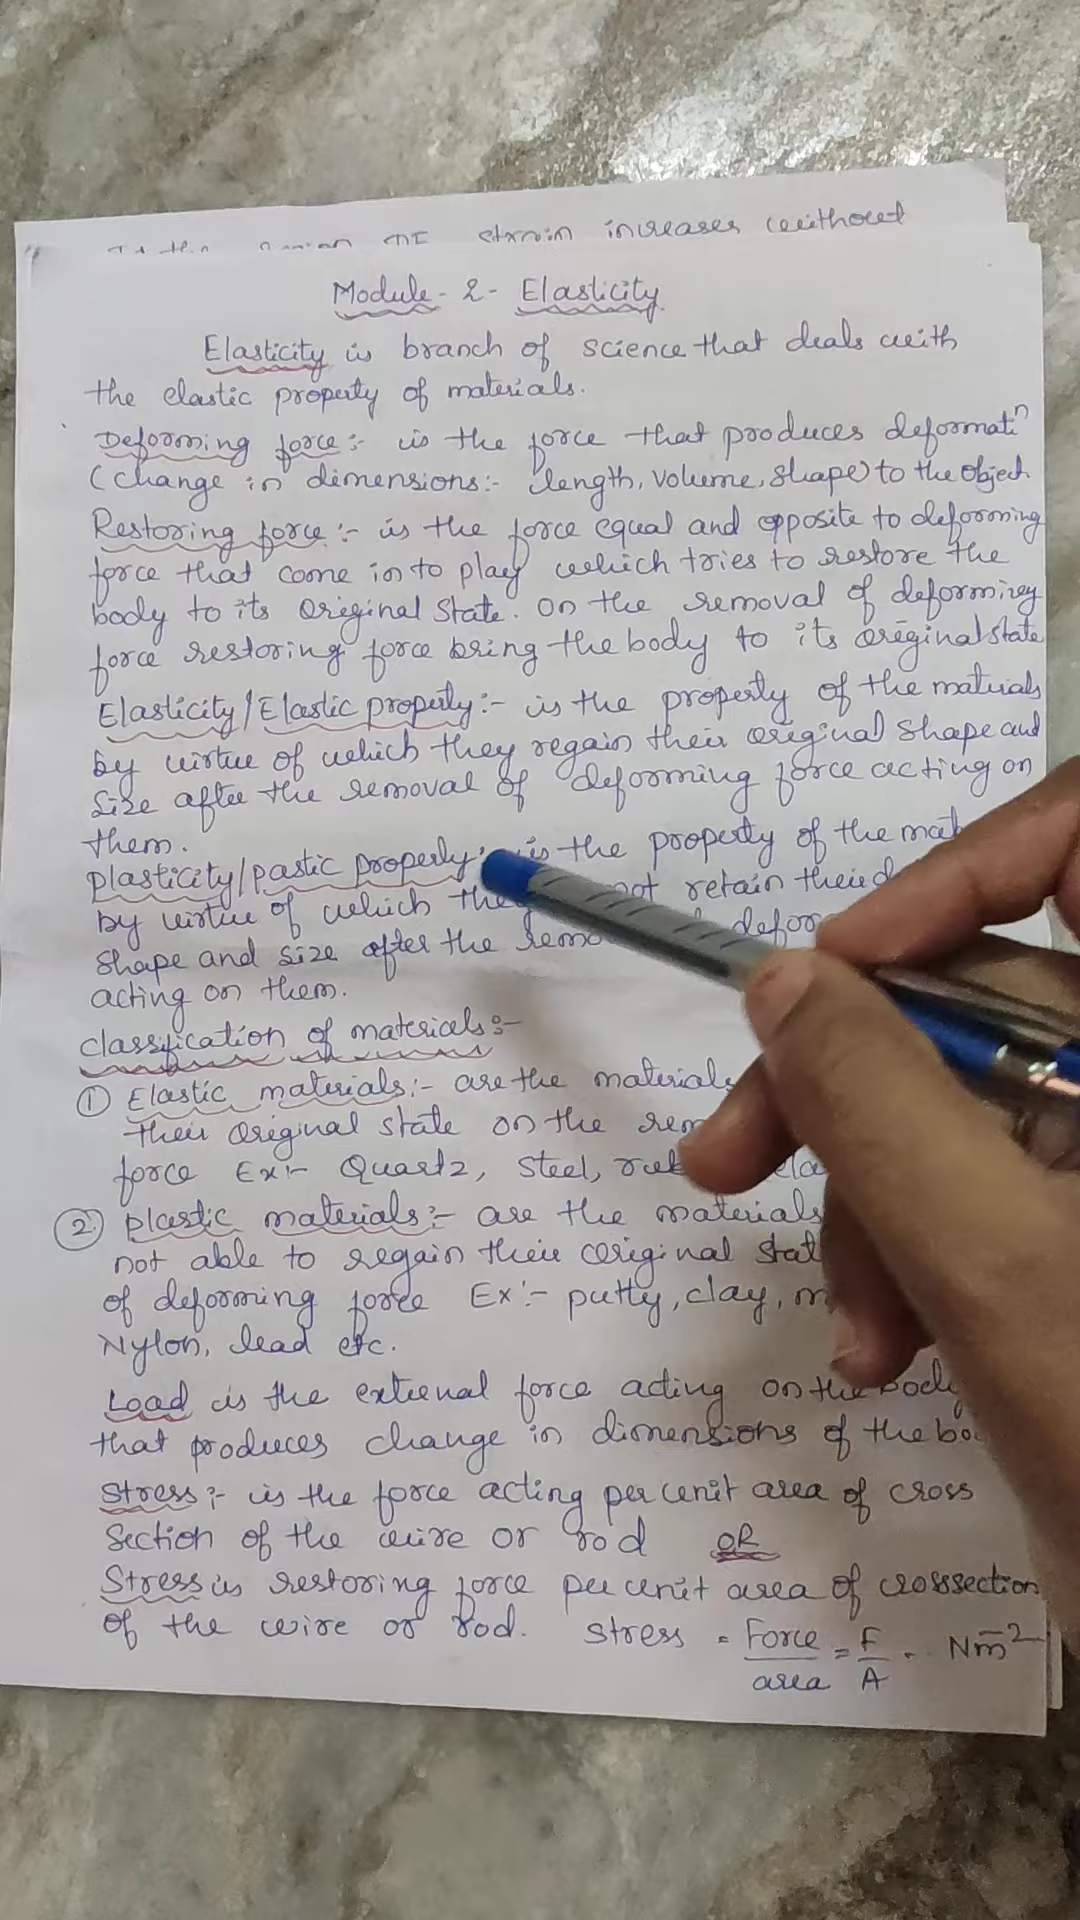 strain increases without
Module-2- Elasticity
Elasticity is branch of science that deals with
the elastic property of materials.
Deforming force:- is the force that produces deformatiⁿ
(change in dimensions:- length, volume, shape) to the object
Restoring force:- is the force equal and opposite to deforming
force that come in to play which tries to restore the
body to its original state. on the removal of deforming
force restoring force bring the body to its original state
Elasticity/Elastic property:- is the property of the materials
by virtue of which they regain their original shape and
size after the removal of deforming force acting on
them.
plasticity/pastic property:- is the property of the mat
by virtue of which they not retain their
shape and size after the remo defor
acting on them.
classification of materials:-
① Elastic materials:- are the materials
their original state on the rem
force Ex:- Quartz, steel,
② plastic materials:- are the materials
not able to regain their original stat
of deforming force Ex:- putty, clay, m
Nylon, lead etc.
Load is the external force acting on the body
that produces change in dimensions of the bo
stress:- is the force acting per unit area of cross
section of the wire or rod OR
Stress is restoring force per unit area of crosssection
of the wire or rod. stress = Force/area = F/A . Nm⁻²